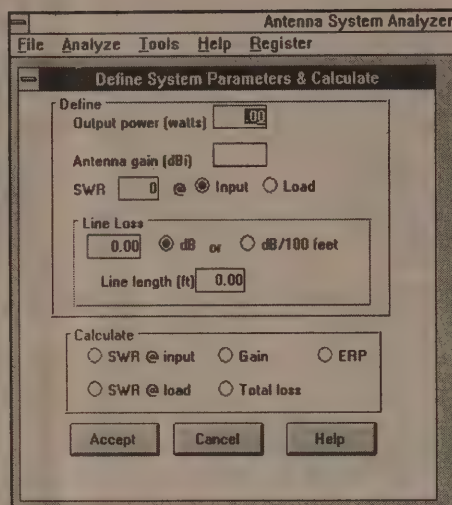 Antenna System Analyzer
File Analyze Tools Help Register
Define System Parameters & Calculate
Define
Output power (watts) .00
Antenna gain (dBi)
SWR 0 @ Input Load
Line Loss
0.00 dB or dB/100 feet
Line length (ft) 0.00
Calculate
SWR @ input Gain ERP
SWR @ load Total loss
Accept Cancel Help